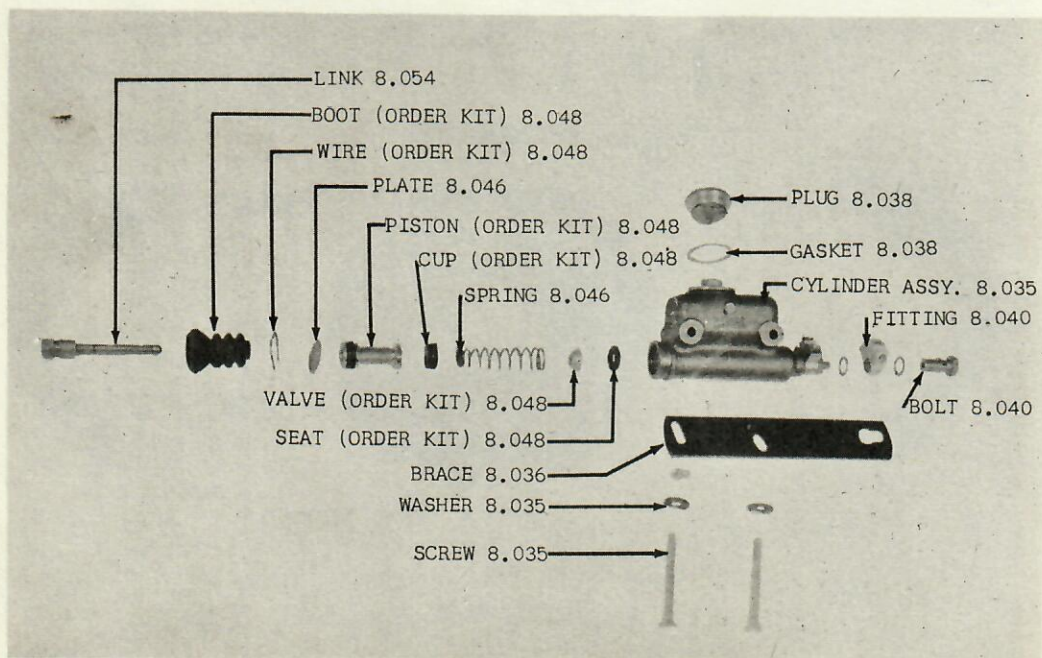 LINK 8.054
BOOT (ORDER KIT) 8.048
WIRE (ORDER KIT) 8.048
PLATE 8.046
PISTON (ORDER KIT) 8.048
CUP (ORDER KIT) 8.048
SPRING 8.046
PLUG 8.038
GASKET 8.038
CYLINDER ASSY. 8.035
FITTING 8.040
VALVE (ORDER KIT) 8.048
BOLT 8.040
SEAT (ORDER KIT) 8.048
BRACE 8.036
WASHER 8.035
SCREW 8.035